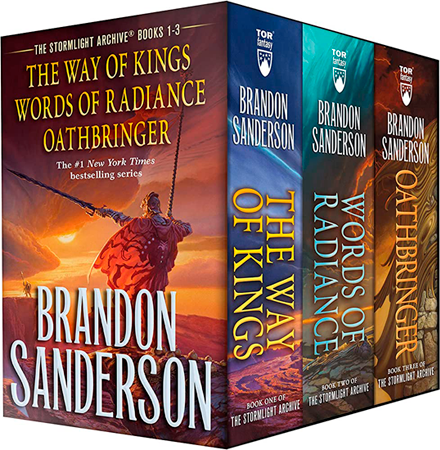 THE STORMLIGHT ARCHIVE® BOOKS 1-3
THE WAY OF KINGS
WORDS OF RADIANCE
OATHBRINGER
The #1 New York Times
bestselling series
BRANDON
SANDERSON
TOR
fantasy
BRANDON
SANDERSON
THE WAY
OF KINGS
BOOK ONE OF
THE STORMLIGHT ARCHIVE
TOR
fantasy
BRANDON
SANDERSON
WORDS OF
RADIANCE
BOOK TWO OF
THE STORMLIGHT ARCHIVE
TOR
fantasy
BRANDON
SANDERSON
OATHBRINGER
BOOK THREE OF
THE STORMLIGHT ARCHIVE